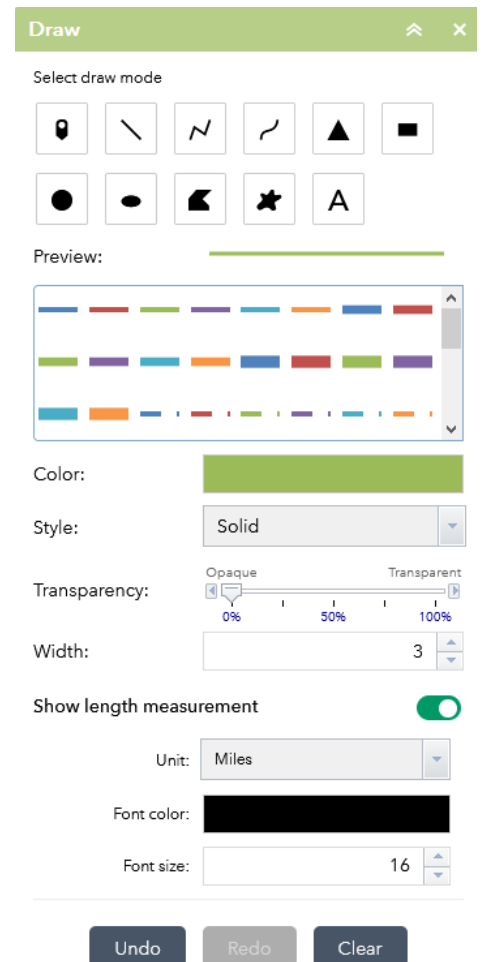 Draw
Select draw mode
A
Preview:
Color:
Style: Solid
Opaque Transparent
Transparency:
0% 50% 100%
Width: 3
Show length measurement
Unit: Miles
Font color:
Font size: 16
Undo Redo Clear